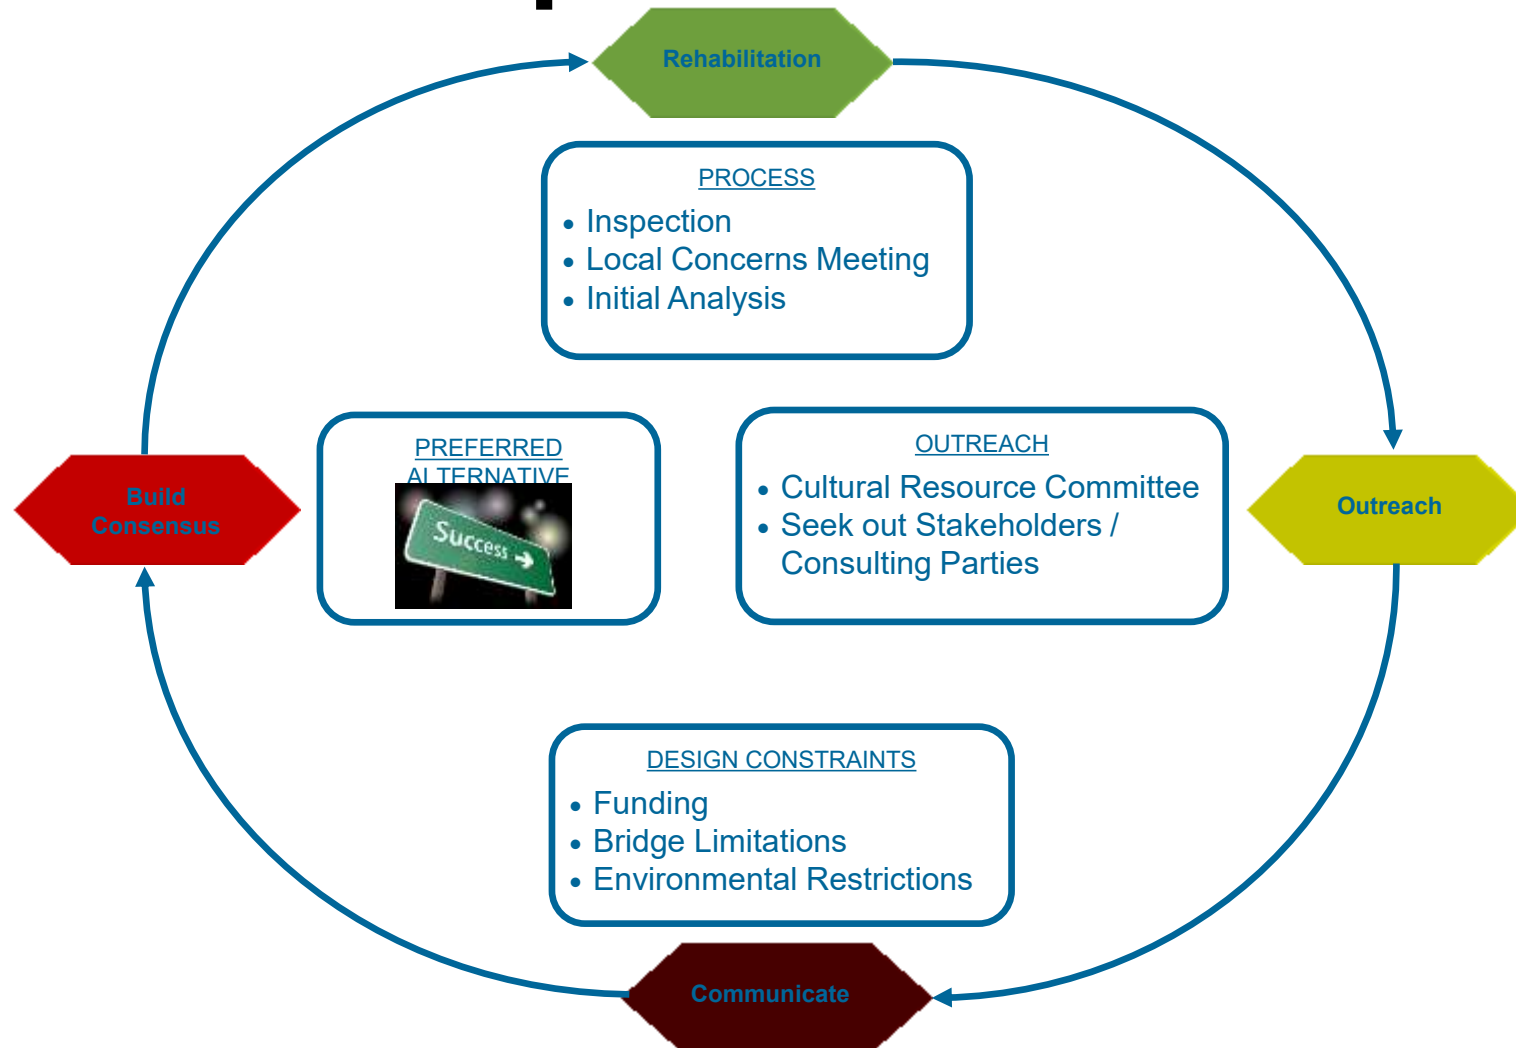 Rehabilitation
PROCESS
• Inspection
• Local Concerns Meeting
• Initial Analysis
PREFERRED
ALTERNATIVE
Success →
OUTREACH
• Cultural Resource Committee
• Seek out Stakeholders /
Consulting Parties
Build
Consensus
Outreach
DESIGN CONSTRAINTS
• Funding
• Bridge Limitations
• Environmental Restrictions
Communicate